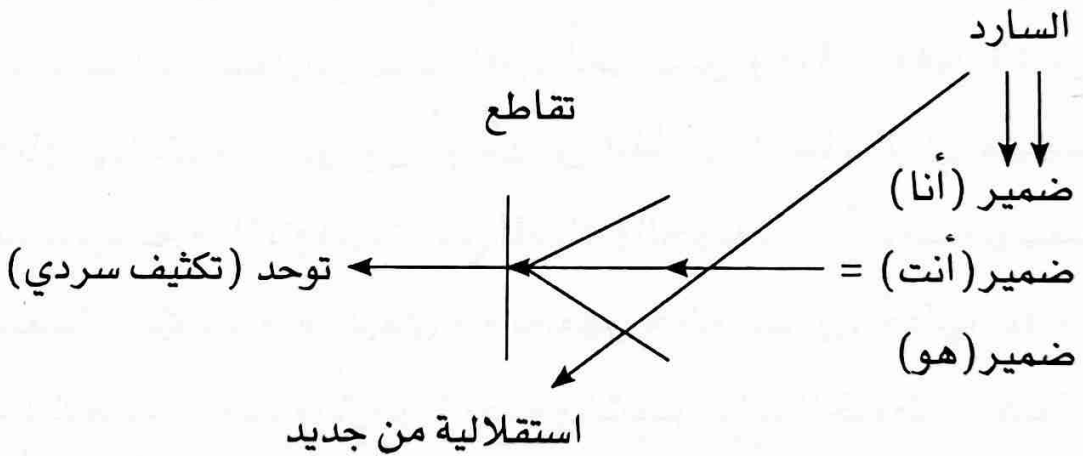 السارد
تقاطع
ضمير (أنا)
ضمير (أنت) = توحد (تكثيف سردي)
ضمير (هو)
استقلالية من جديد